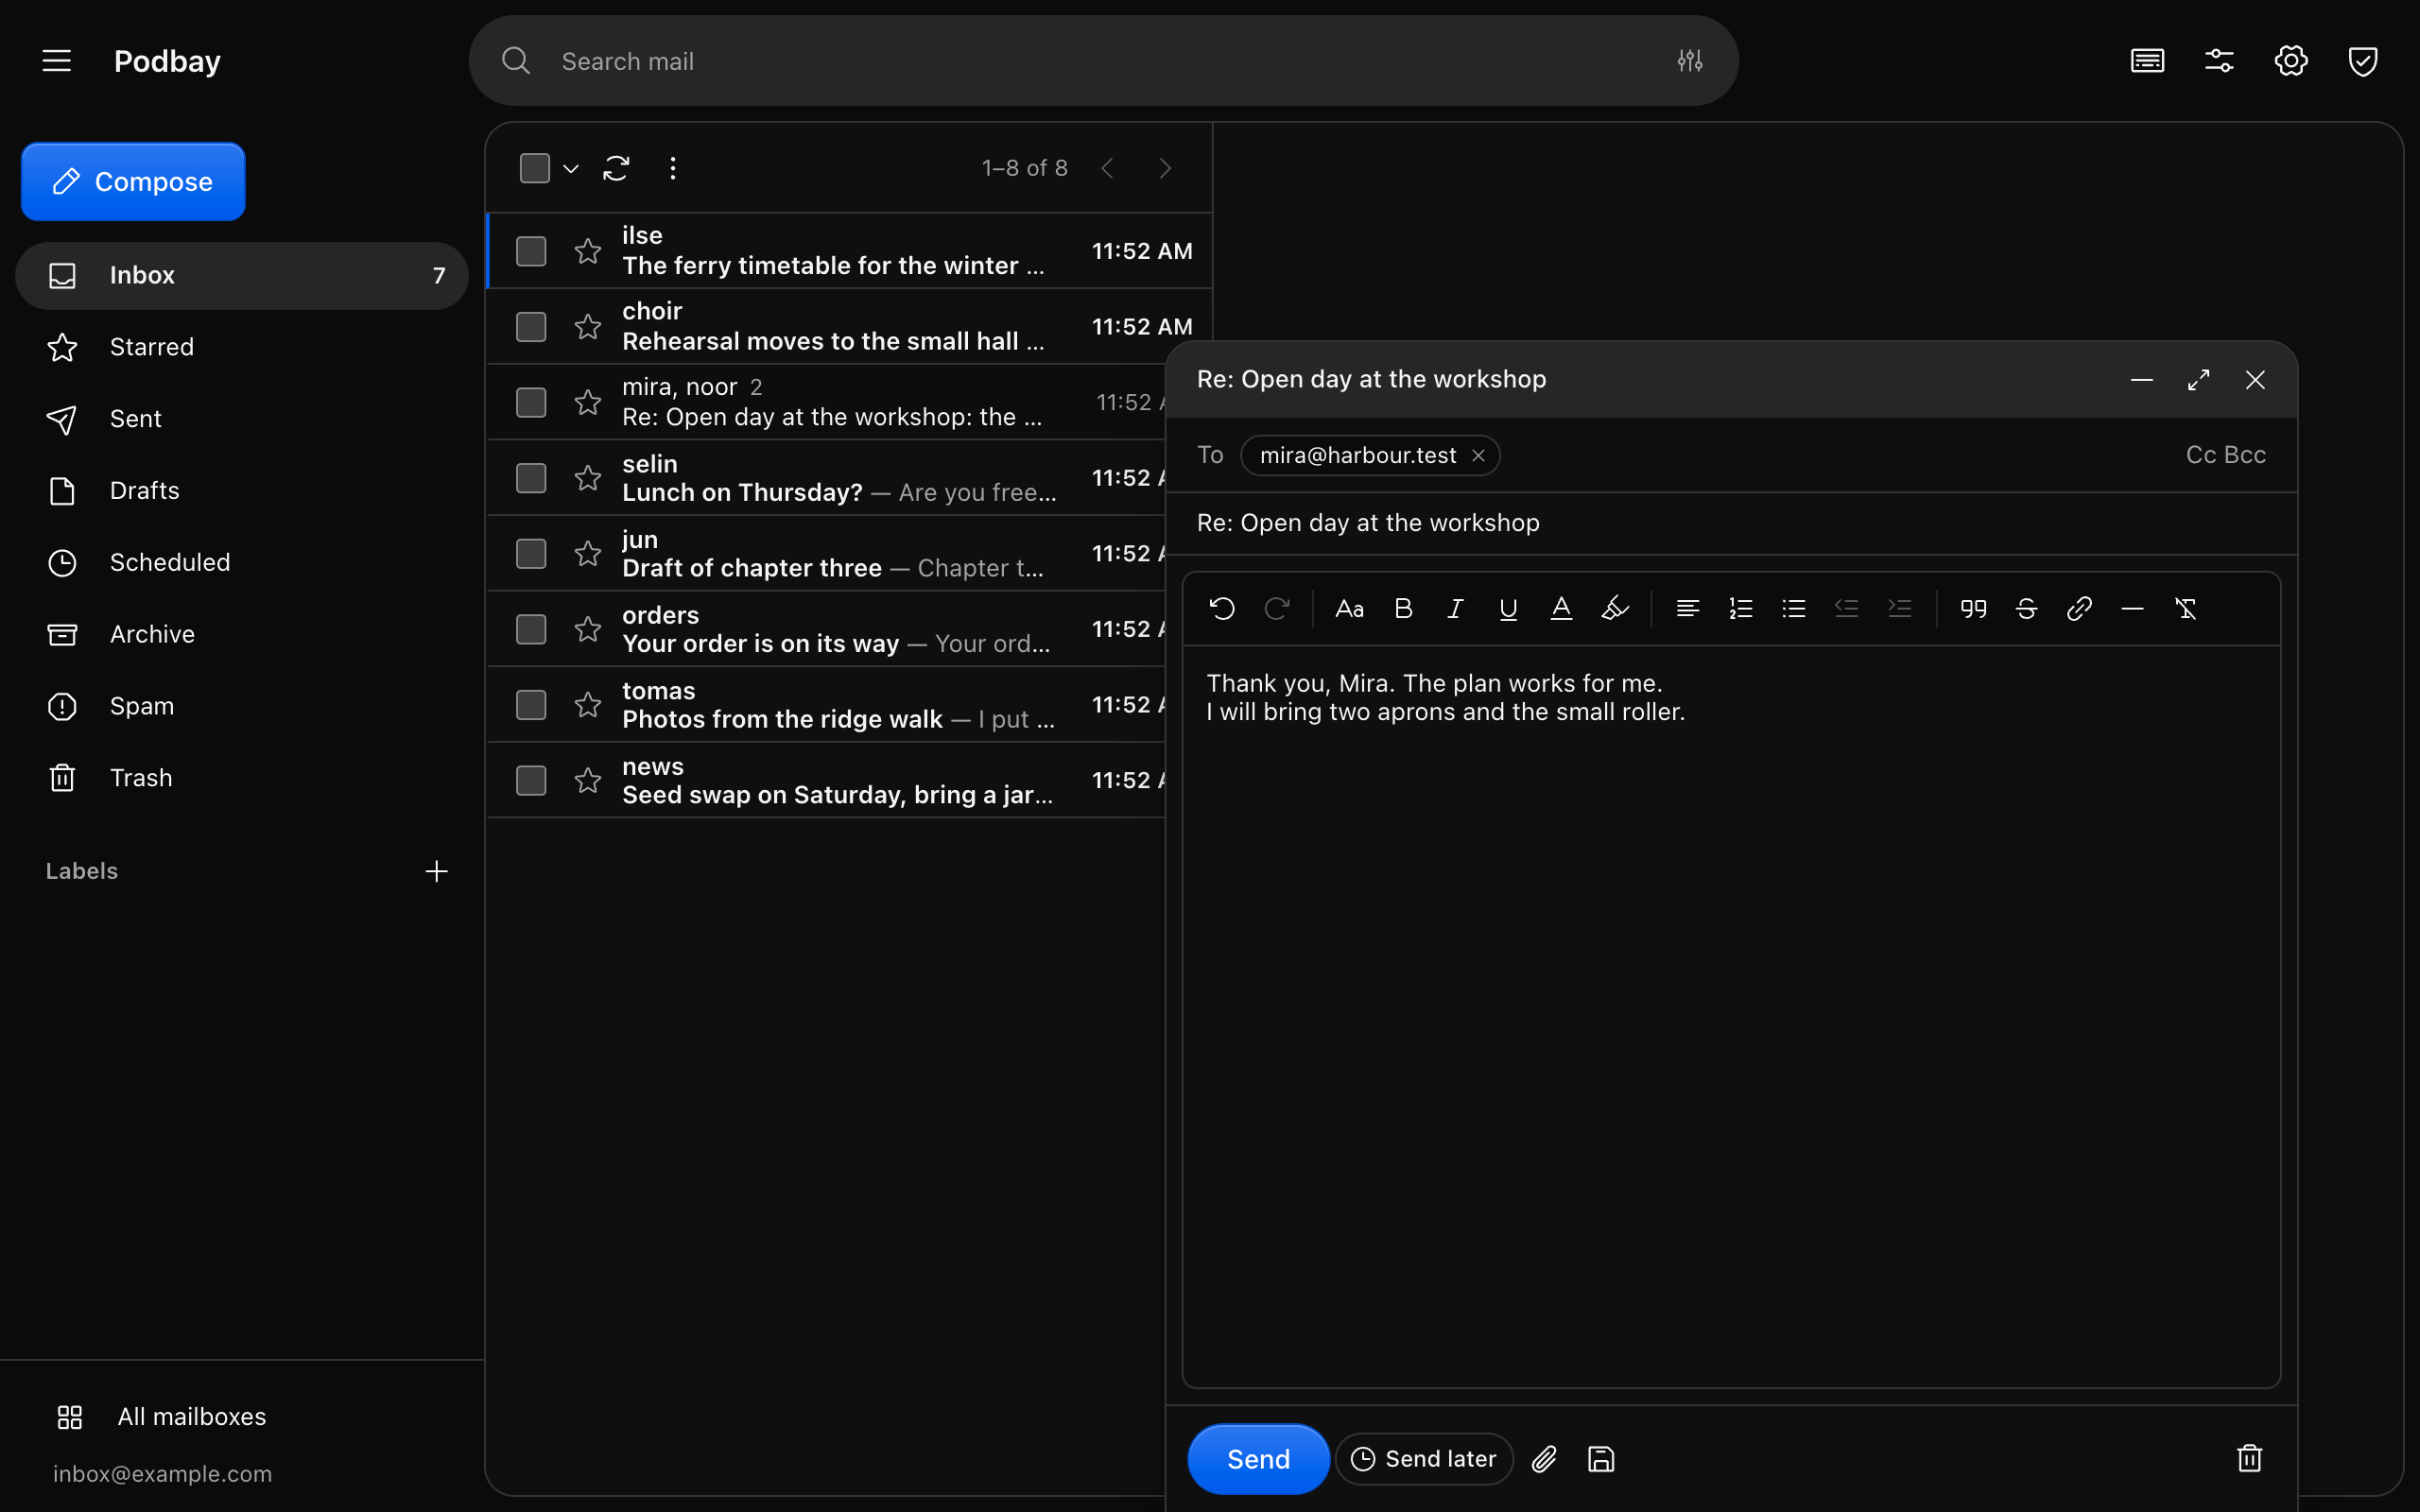 Podbay
Search mail
Compose
Inbox 7
Starred
Sent
Drafts
Scheduled
Archive
Spam
Trash
Labels
All mailboxes
inbox@example.com
1–8 of 8
ilse
The ferry timetable for the winter ...
11:52 AM
choir
Rehearsal moves to the small hall ...
11:52 AM
mira, noor 2
Re: Open day at the workshop: the ...
11:52
selin
Lunch on Thursday? — Are you free...
11:52
jun
Draft of chapter three — Chapter t...
11:52
orders
Your order is on its way — Your ord...
11:52
tomas
Photos from the ridge walk — I put ...
11:52
news
Seed swap on Saturday, bring a jar...
11:52
Re: Open day at the workshop
To mira@harbour.test Cc Bcc
Re: Open day at the workshop
Aa B I U A
Thank you, Mira. The plan works for me.
I will bring two aprons and the small roller.
Send Send later